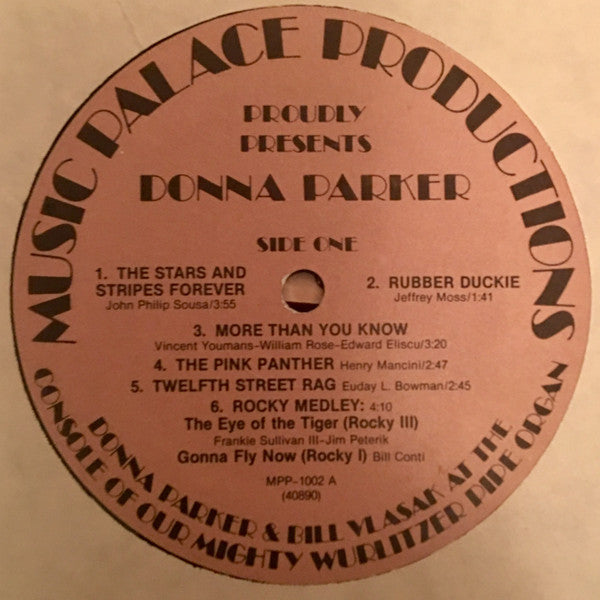 MUSIC PALACE PRODUCTIONS
PROUDLY
PRESENTS
DONNA PARKER
SIDE ONE
1. THE STARS AND
STRIPES FOREVER
John Philip Sousa/3:55
2. RUBBER DUCKIE
Jeffrey Moss/1:41
3. MORE THAN YOU KNOW
Vincent Youmans-William Rose-Edward Eliscu/3:20
4. THE PINK PANTHER Henry Mancini/2:47
5. TWELFTH STREET RAG Euday L. Bowman/2:45
6. ROCKY MEDLEY: 4:10
The Eye of the Tiger (Rocky III)
Frankie Sullivan III-Jim Peterik
Gonna Fly Now (Rocky I) Bill Conti
MPP-1002 A
(40890)
DONNA PARKER & BILL VLASAK AT THE
CONSOLE OF OUR MIGHTY WURLITZER PIPE ORGAN